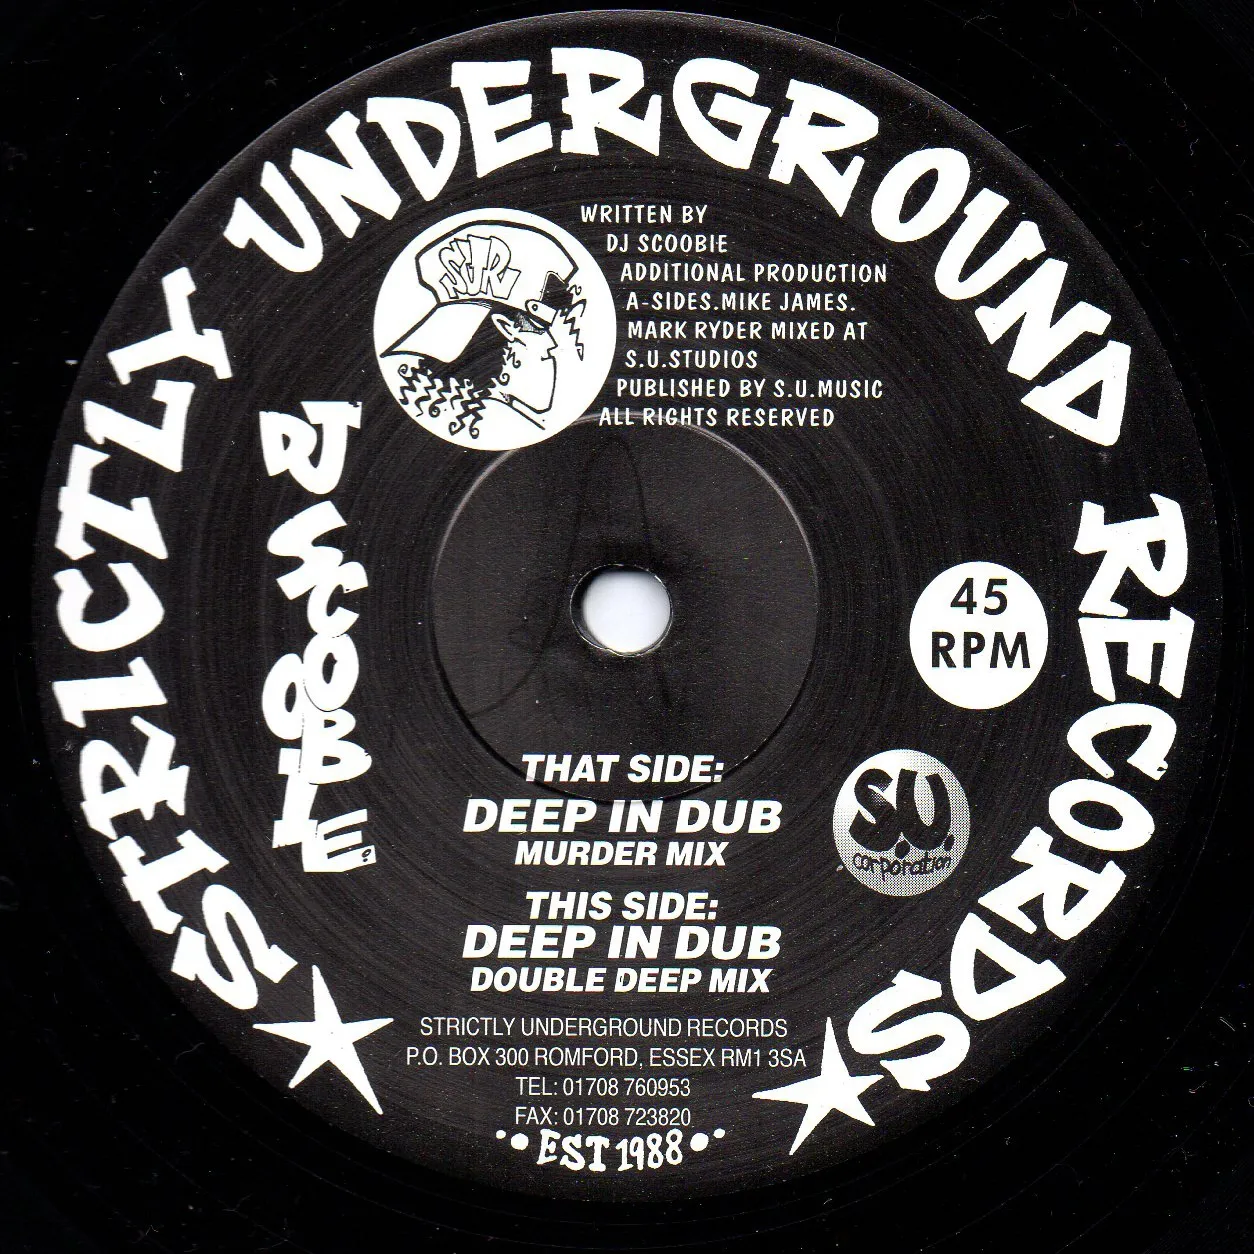 STRICTLY UNDERGROUND RECORDS
SUR
WRITTEN BY
DJ SCOOBIE
ADDITIONAL PRODUCTION
A-SIDES.MIKE JAMES.
MARK RYDER MIXED AT
S.U.STUDIOS
PUBLISHED BY S.U.MUSIC
ALL RIGHTS RESERVED
DJ SCOOBIE
45
RPM
S.U.
corporation
THAT SIDE:
DEEP IN DUB
MURDER MIX
THIS SIDE:
DEEP IN DUB
DOUBLE DEEP MIX
STRICTLY UNDERGROUND RECORDS
P.O. BOX 300 ROMFORD, ESSEX RM1 3SA
TEL: 01708 760953
FAX: 01708 723820
EST 1988